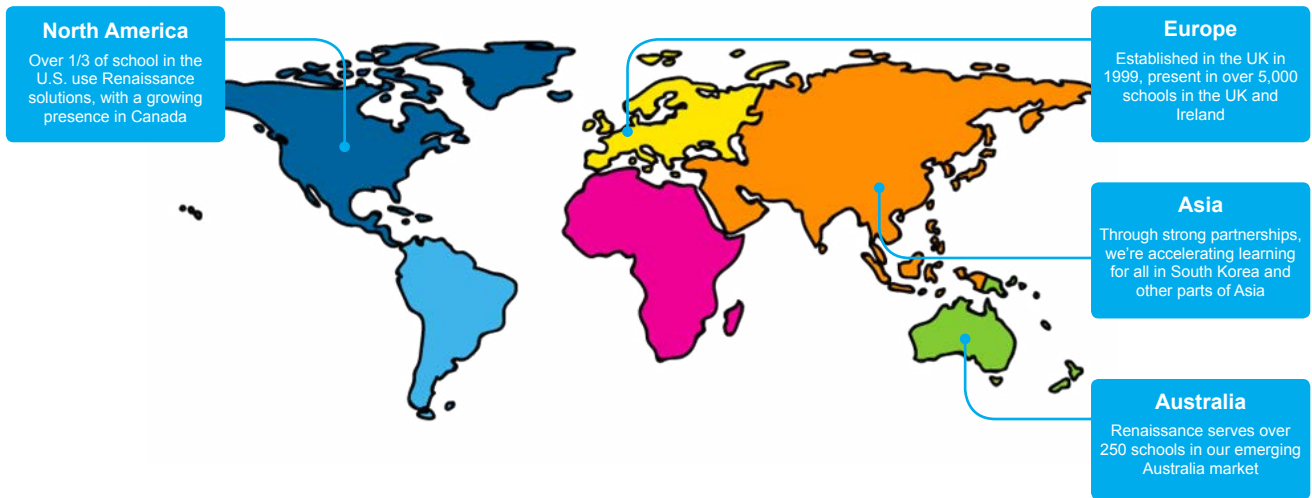 North America
Over 1/3 of school in the
U.S. use Renaissance
solutions, with a growing
presence in Canada
Europe
Established in the UK in
1999, present in over 5,000
schools in the UK and
Ireland
Asia
Through strong partnerships,
we’re accelerating learning
for all in South Korea and
other parts of Asia
Australia
Renaissance serves over
250 schools in our emerging
Australia market